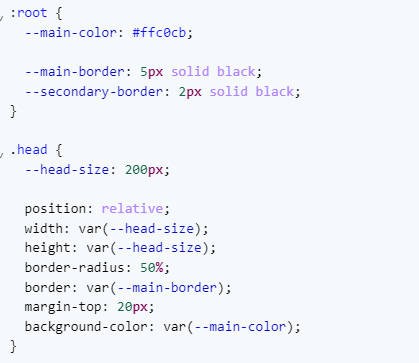 :root {
  --main-color: #ffc0cb;

  --main-border: 5px solid black;
  --secondary-border: 2px solid black;
}

.head {
  --head-size: 200px;

  position: relative;
  width: var(--head-size);
  height: var(--head-size);
  border-radius: 50%;
  border: var(--main-border);
  margin-top: 20px;
  background-color: var(--main-color);
}